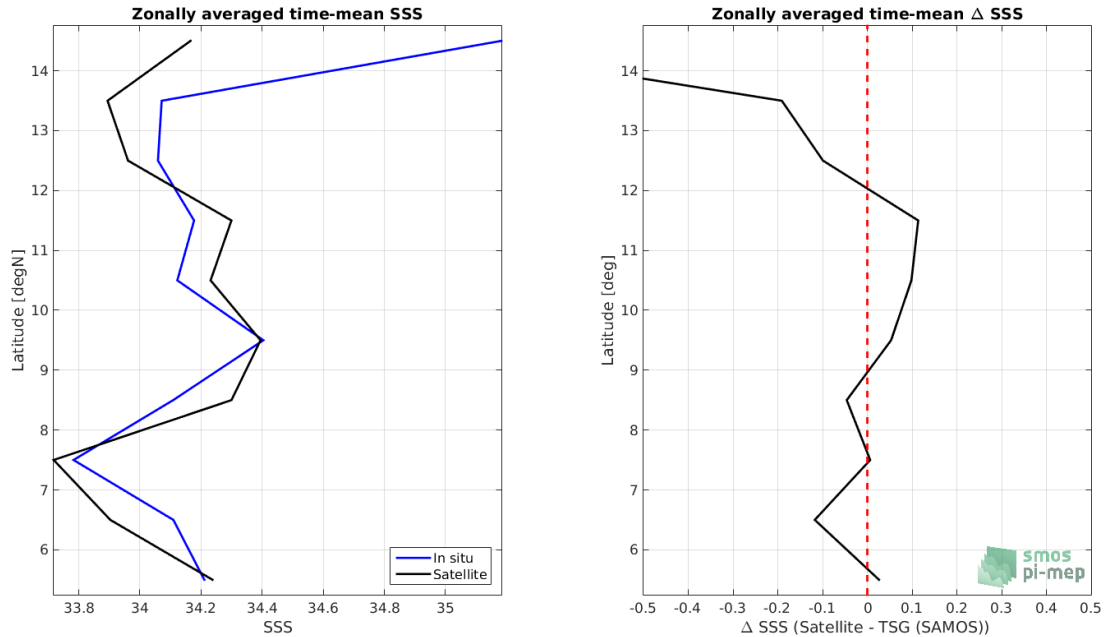 Zonally averaged time-mean SSS
14
13
12
11
10
9
8
7
6
Latitude [degN]
33.8 34 34.2 34.4 34.6 34.8 35
SSS
In situ
Satellite
Zonally averaged time-mean Δ SSS
14
13
12
11
10
9
8
7
6
Latitude [deg]
-0.5 -0.4 -0.3 -0.2 -0.1 0 0.1 0.2 0.3 0.4 0.5
Δ SSS (Satellite - TSG (SAMOS))
smos
pi-mep